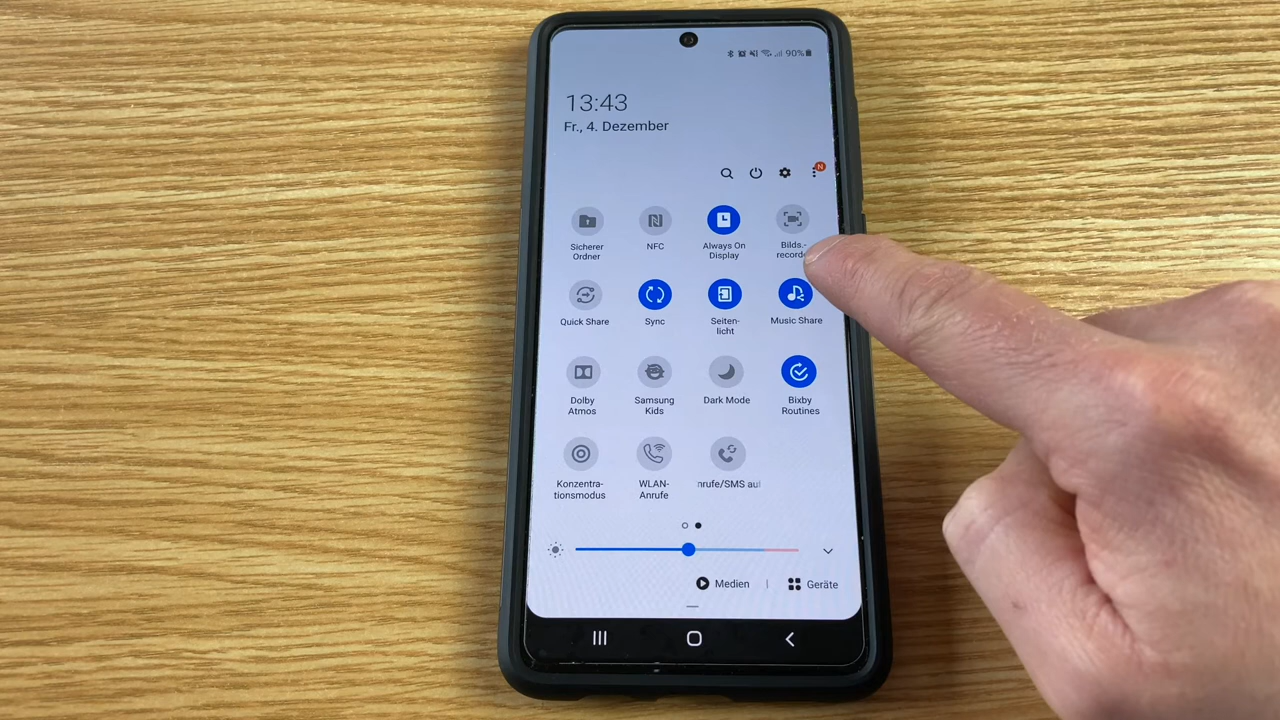 90%
13:43
Fr., 4. Dezember
N
Sicherer
Ordner
NFC
Always On
Display
Bilds.-
Quick Share
Sync
Seiten-
licht
Music Share
Dolby
Atmos
Samsung
Kids
Dark Mode
Bixby
Routines
Konzentra-
tionsmodus
WLAN-
Anrufe
nrufe/SMS au
Medien
Geräte